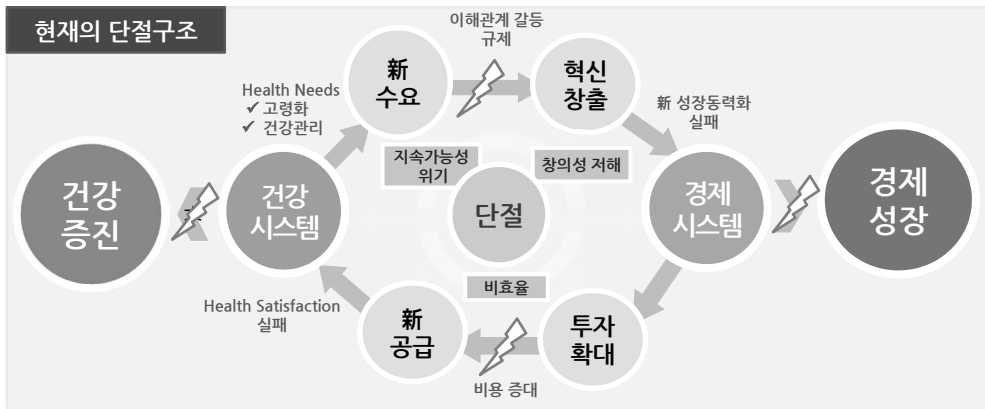 현재의 단절구조
이해관계 갈등
규제
新
수요
혁신
창출
Health Needs
✓ 고령화
✓ 건강관리
新 성장동력화
실패
지속가능성
위기
창의성 저해
건강
증진
건강
시스템
단절
경제
시스템
경제
성장
비효율
Health Satisfaction
실패
新
공급
투자
확대
비용 증대